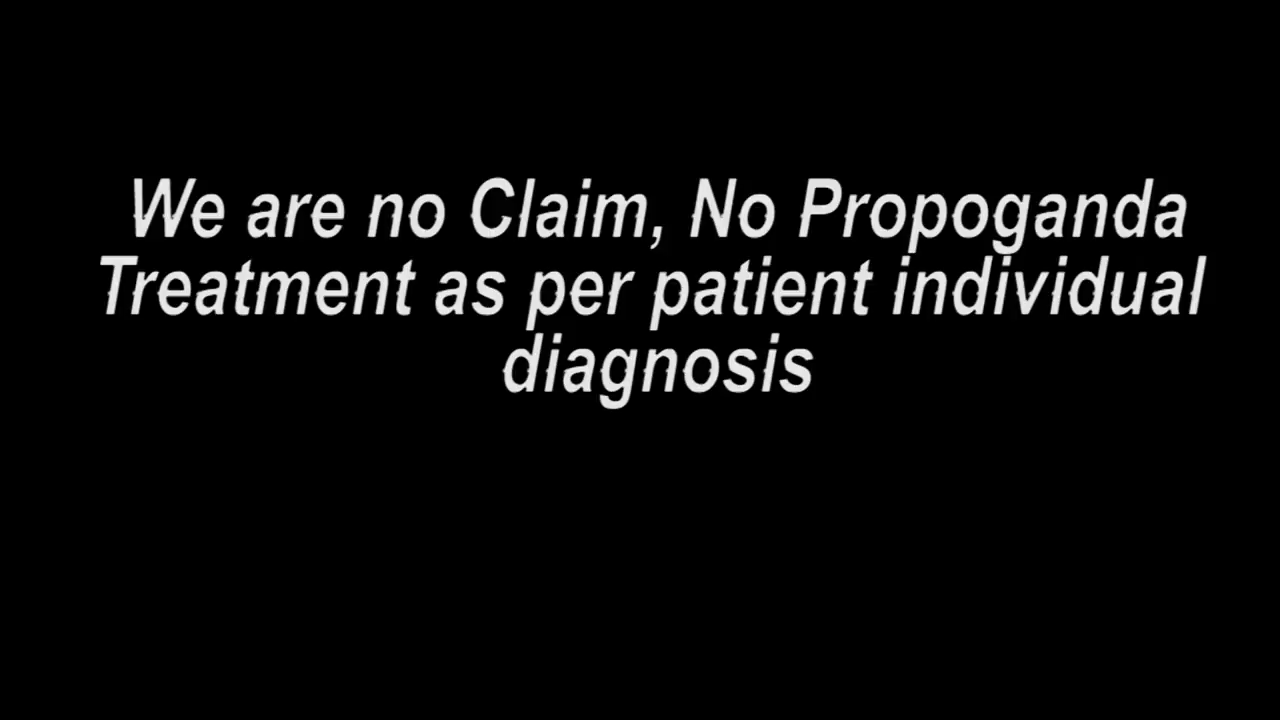 We are no Claim, No Propoganda
Treatment as per patient individual
diagnosis